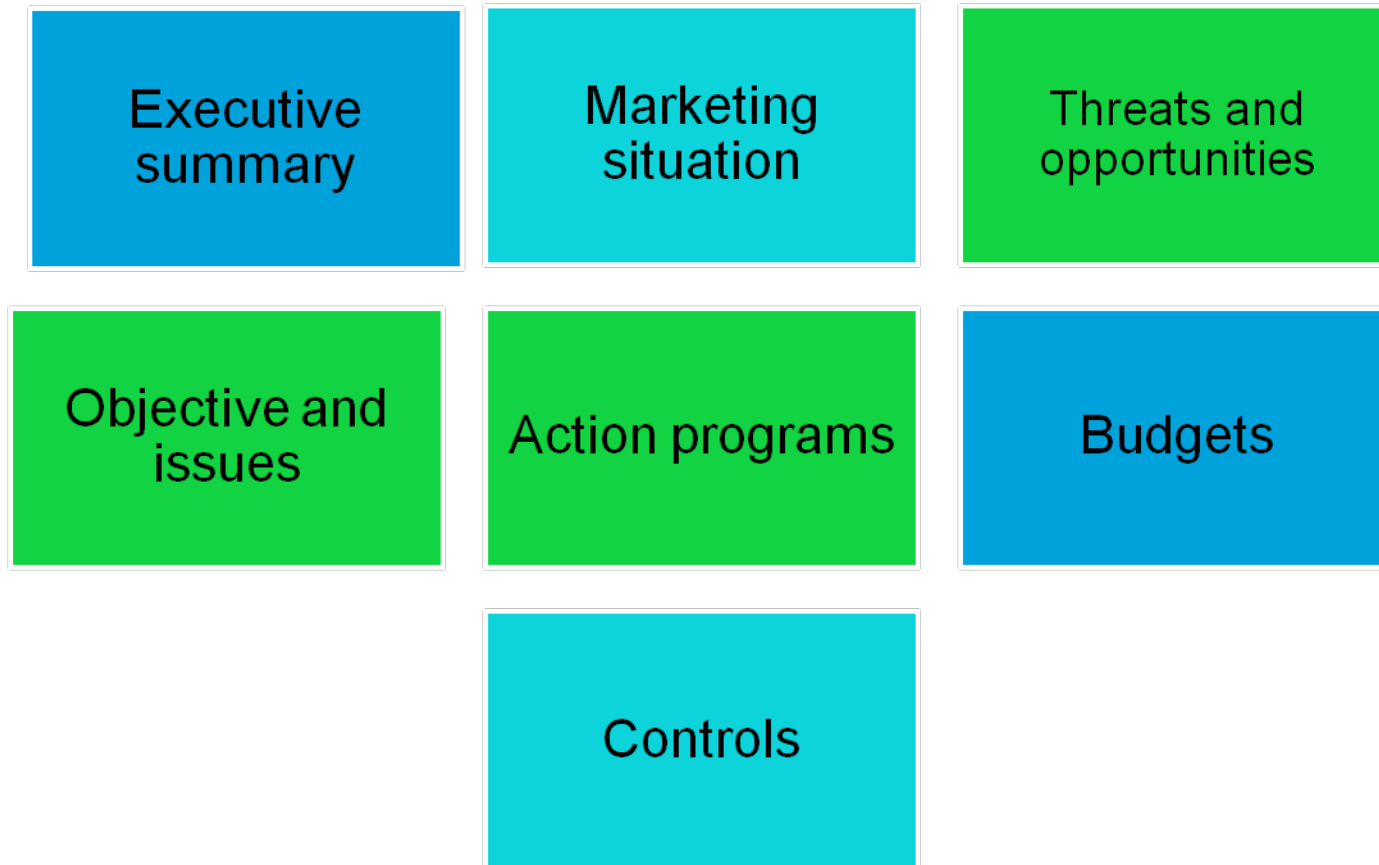 Executive
summary
Marketing
situation
Threats and
opportunities
Objective and
issues
Action programs
Budgets
Controls